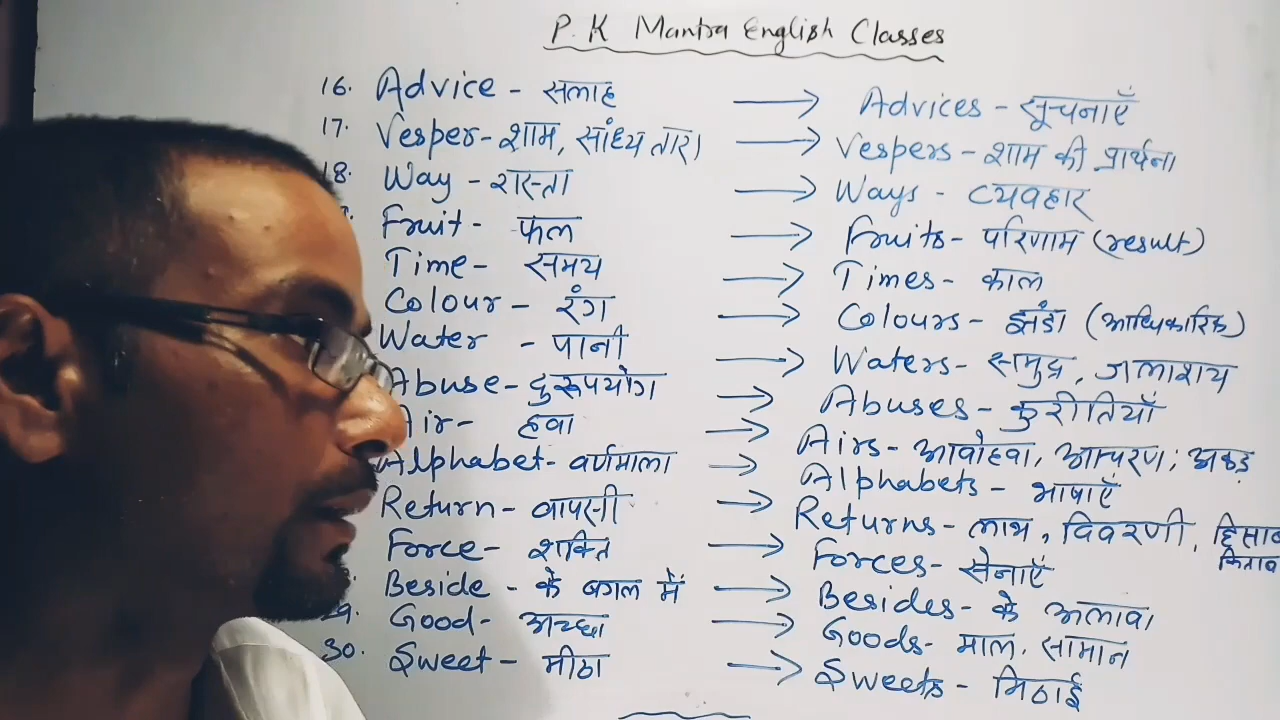 P.K Mantra English Classes
16. Advice - सलाह → Advices - सूचनाएँ
17. Vesper - शाम, सांध्य तारा → Vespers - शाम की प्रार्थना
18. Way - रास्ता → Ways - व्यवहार
Fruit - फल → Fruits - परिणाम (result)
Time - समय → Times - काल
Colour - रंग → Colours - झंडा (आधिकारिक)
Water - पानी → Waters - समुद्र, जलाशय
Abuse - दुरूपयोग → Abuses - कुरीतियाँ
Air - हवा → Airs - आवोहवा, आचरण, अकड़
Alphabet - वर्णमाला → Alphabets - भाषाएँ
Return - वापसी → Returns - लाभ, विवरणी, हिसाब किताब
Force - शक्ति → Forces - सेनाएँ
Beside - के बगल में → Besides - के अलावा
29. Good - अच्छा → Goods - माल, सामान
30. Sweet - मीठा → Sweets - मिठाई